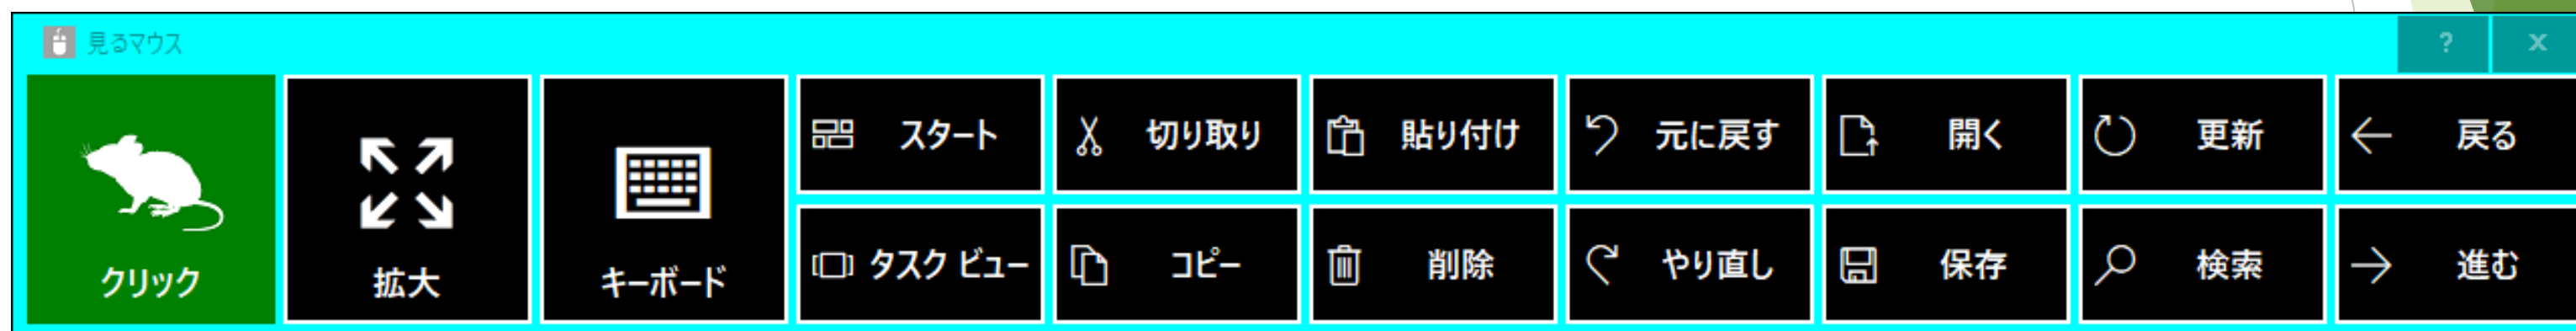 見るマウス
? x
クリック
拡大
キーボード
スタート
切り取り
貼り付け
元に戻す
開く
更新
戻る
タスク ビュー
コピー
削除
やり直し
保存
検索
進む